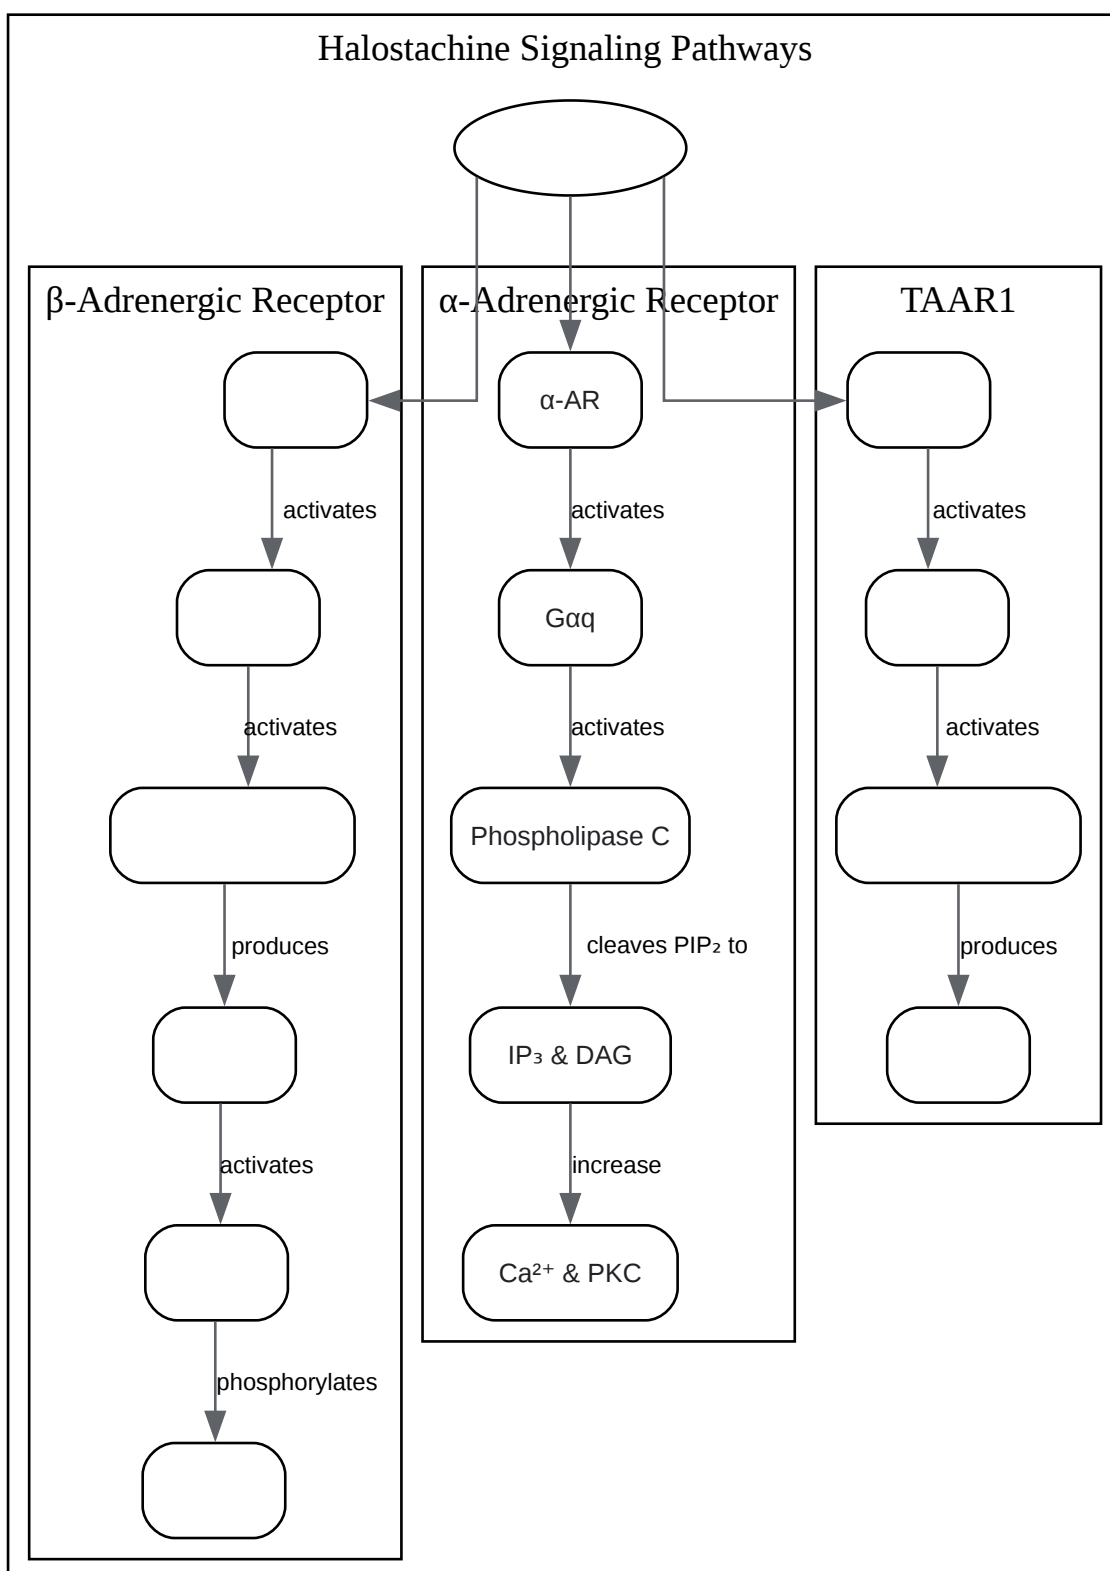 Halostachine Signaling Pathways
β-Adrenergic Receptor
activates
activates
produces
activates
phosphorylates
α-Adrenergic Receptor
α-AR
activates
Gαq
activates
Phospholipase C
cleaves PIP₂ to
IP₃ & DAG
increase
Ca²⁺ & PKC
TAAR1
activates
activates
produces